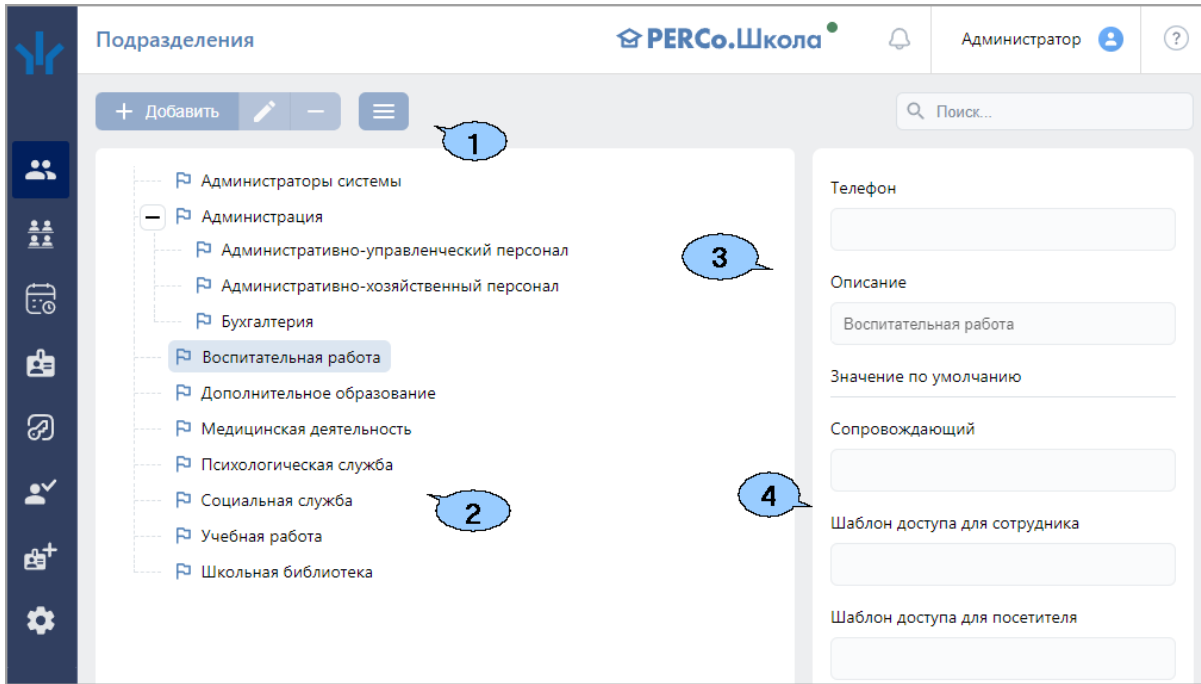 Подразделения
PERCo.Школа
Администратор
?
+ Добавить
Поиск...
1
Администраторы системы
Администрация
Административно-управленческий персонал
Административно-хозяйственный персонал
Бухгалтерия
Воспитательная работа
Дополнительное образование
Медицинская деятельность
Психологическая служба
Социальная служба
2
Учебная работа
Школьная библиотека
3
Телефон
Описание
Воспитательная работа
Значение по умолчанию
Сопровождающий
4
Шаблон доступа для сотрудника
Шаблон доступа для посетителя